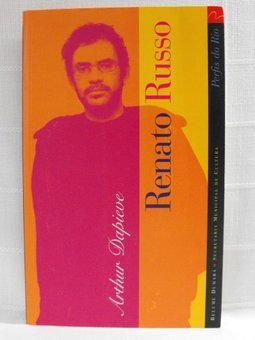 Arthur Dapieve
Renato Russo
Perfis do Rio
RELUME DUMARÁ • SECRETARIA MUNICIPAL DE CULTURA